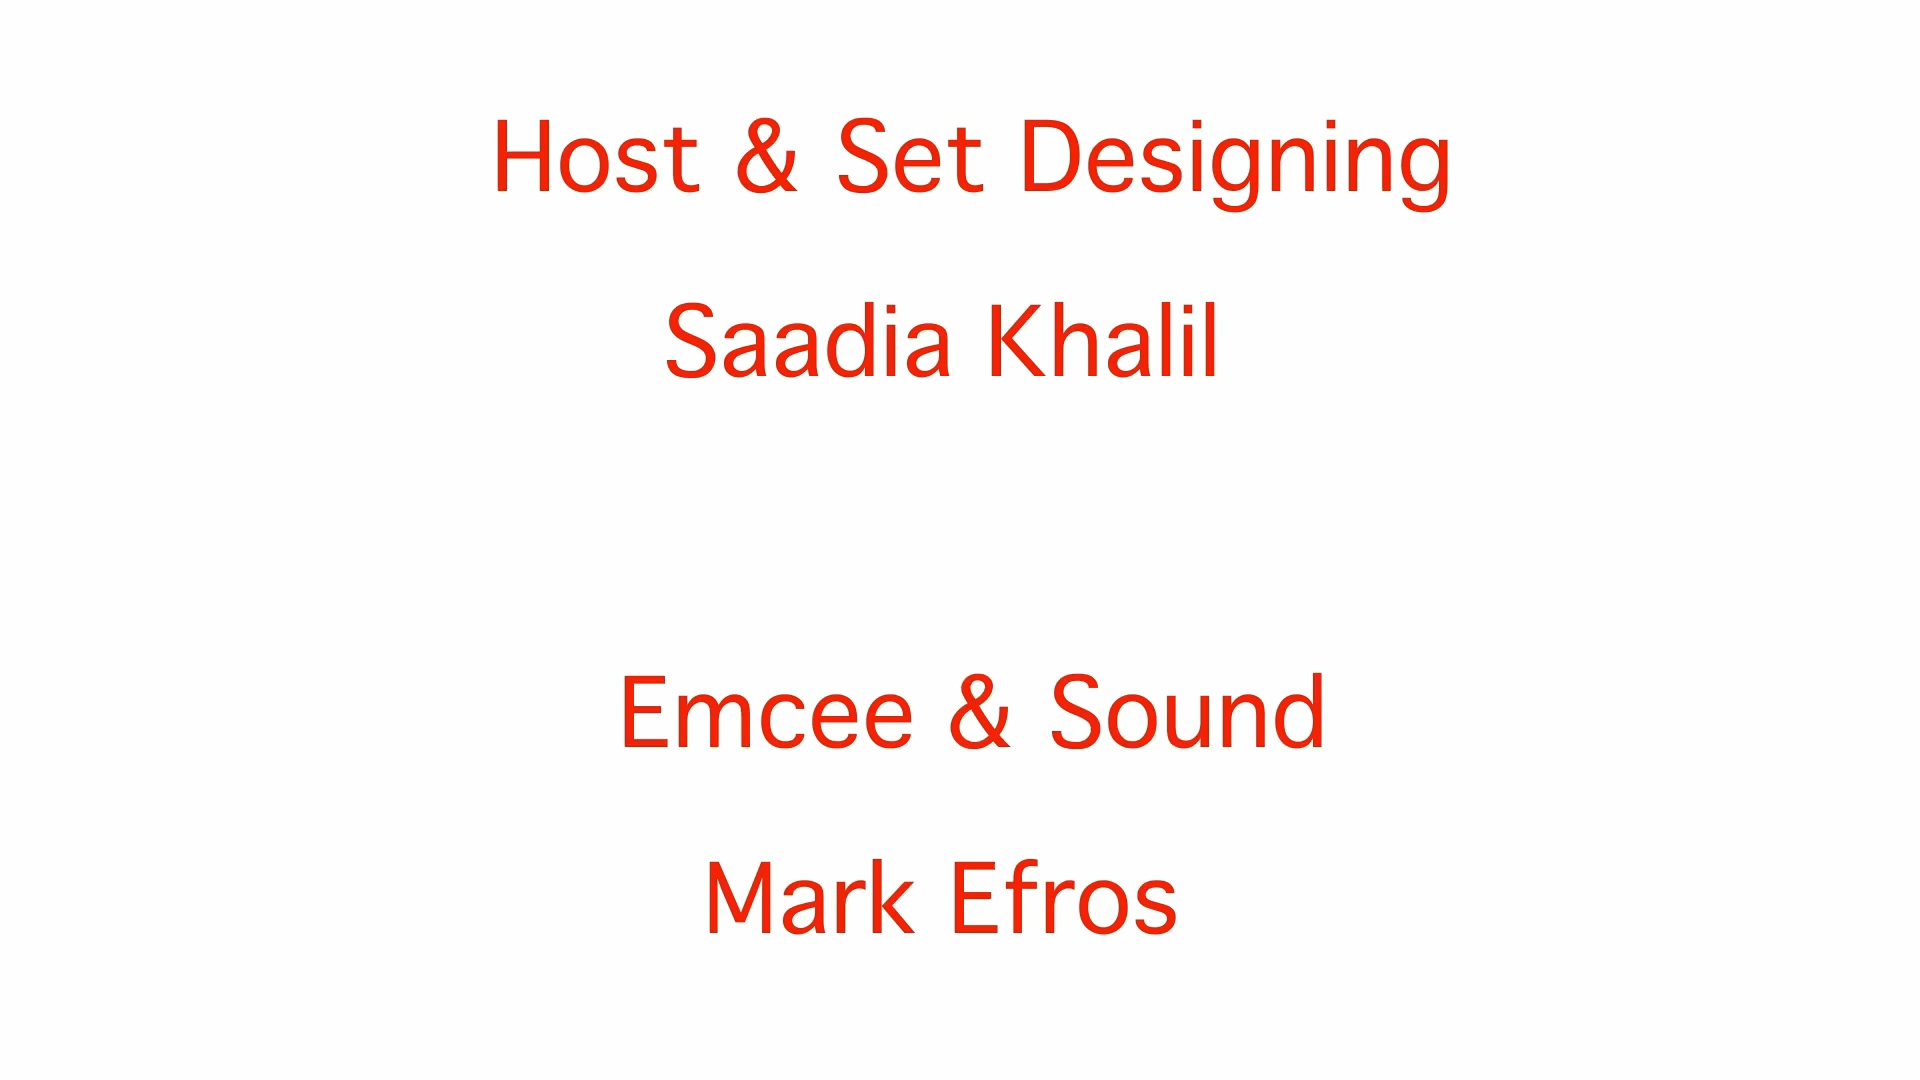 Host & Set Designing
Saadia Khalil
Emcee & Sound
Mark Efros